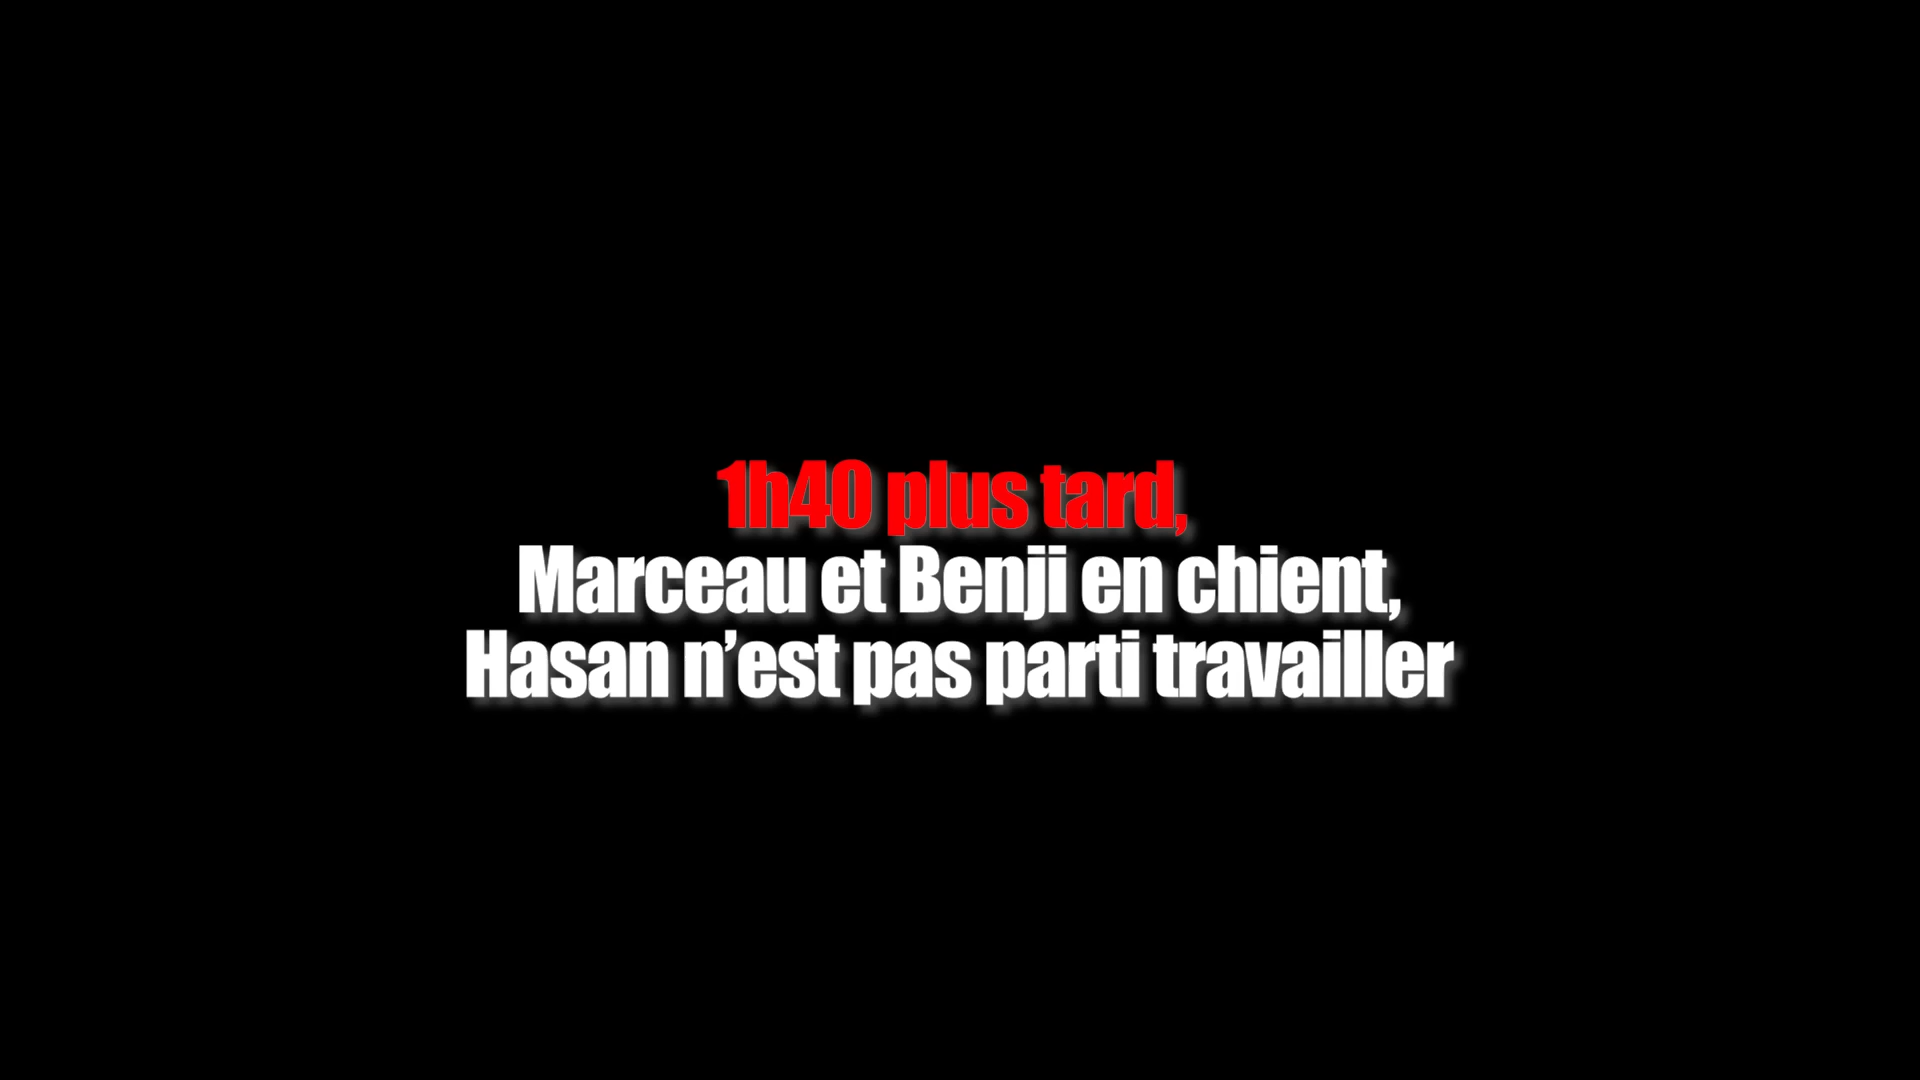 1h40 plus tard,
Marceau et Benji en chient,
Hasan n’est pas parti travailler